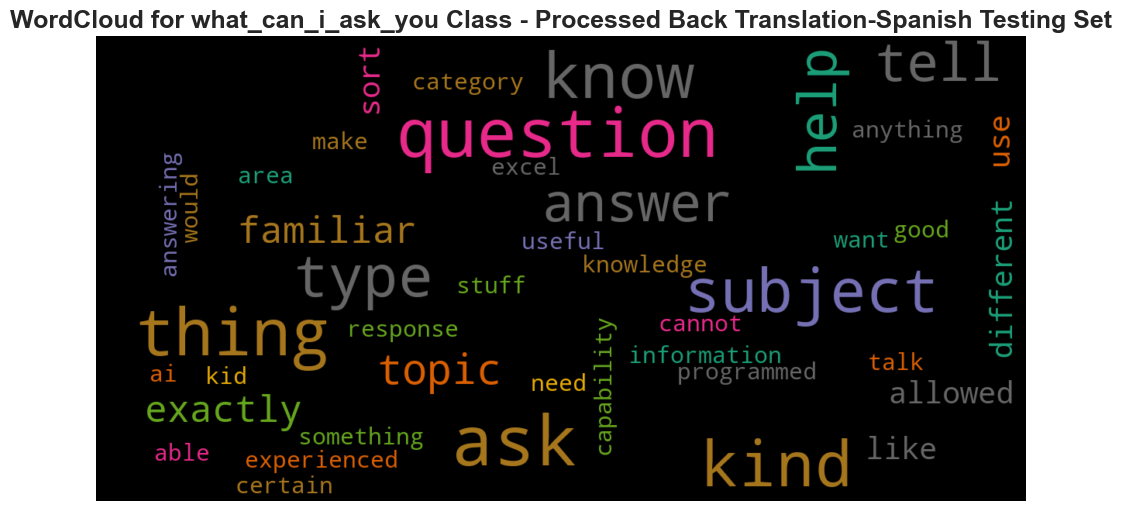 WordCloud for what_can_i_ask_you Class - Processed Back Translation-Spanish Testing Set
sort
category
know
help
tell
question
make
excel
anything
use
answering
would
area
answer
familiar
useful
want
good
different
type
stuff
knowledge
subject
thing
response
cannot
information
programmed
talk
ai
kid
topic
need
capability
allowed
exactly
something
ask
kind
like
able
experienced
certain